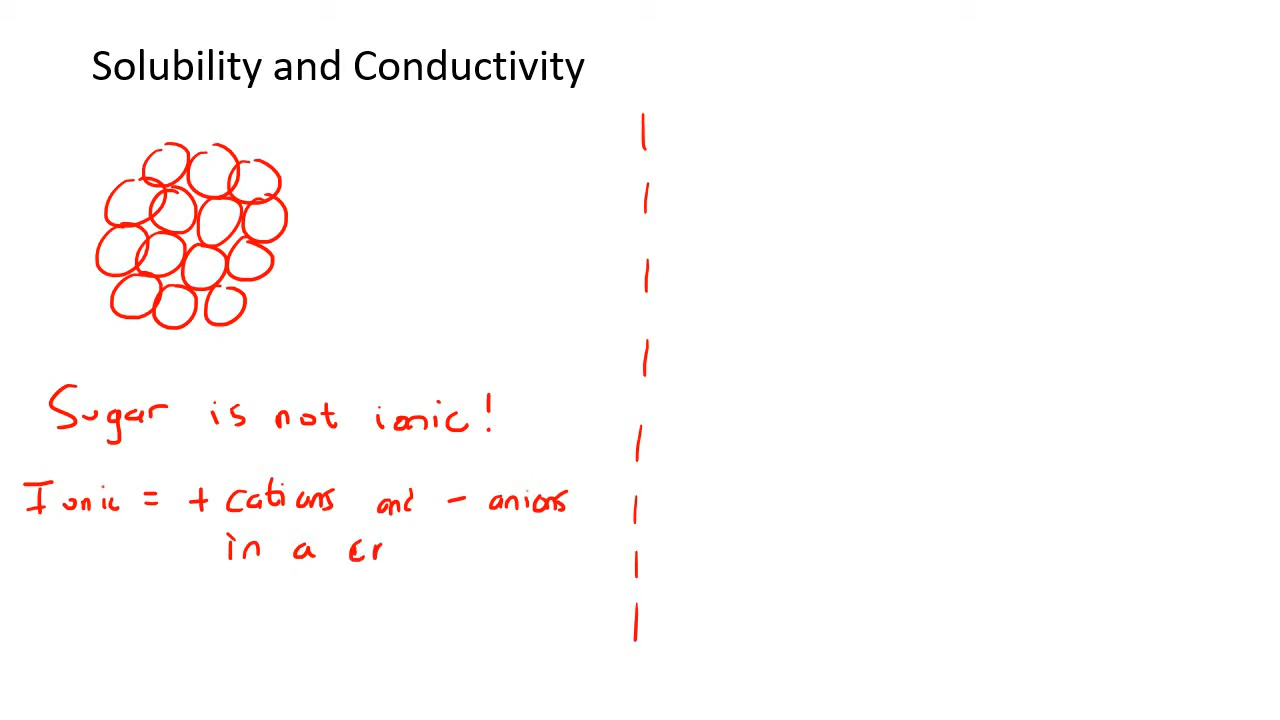 Solubility and Conductivity
Sugar is not ionic!
Ionic = + cations and - anions
in a cr